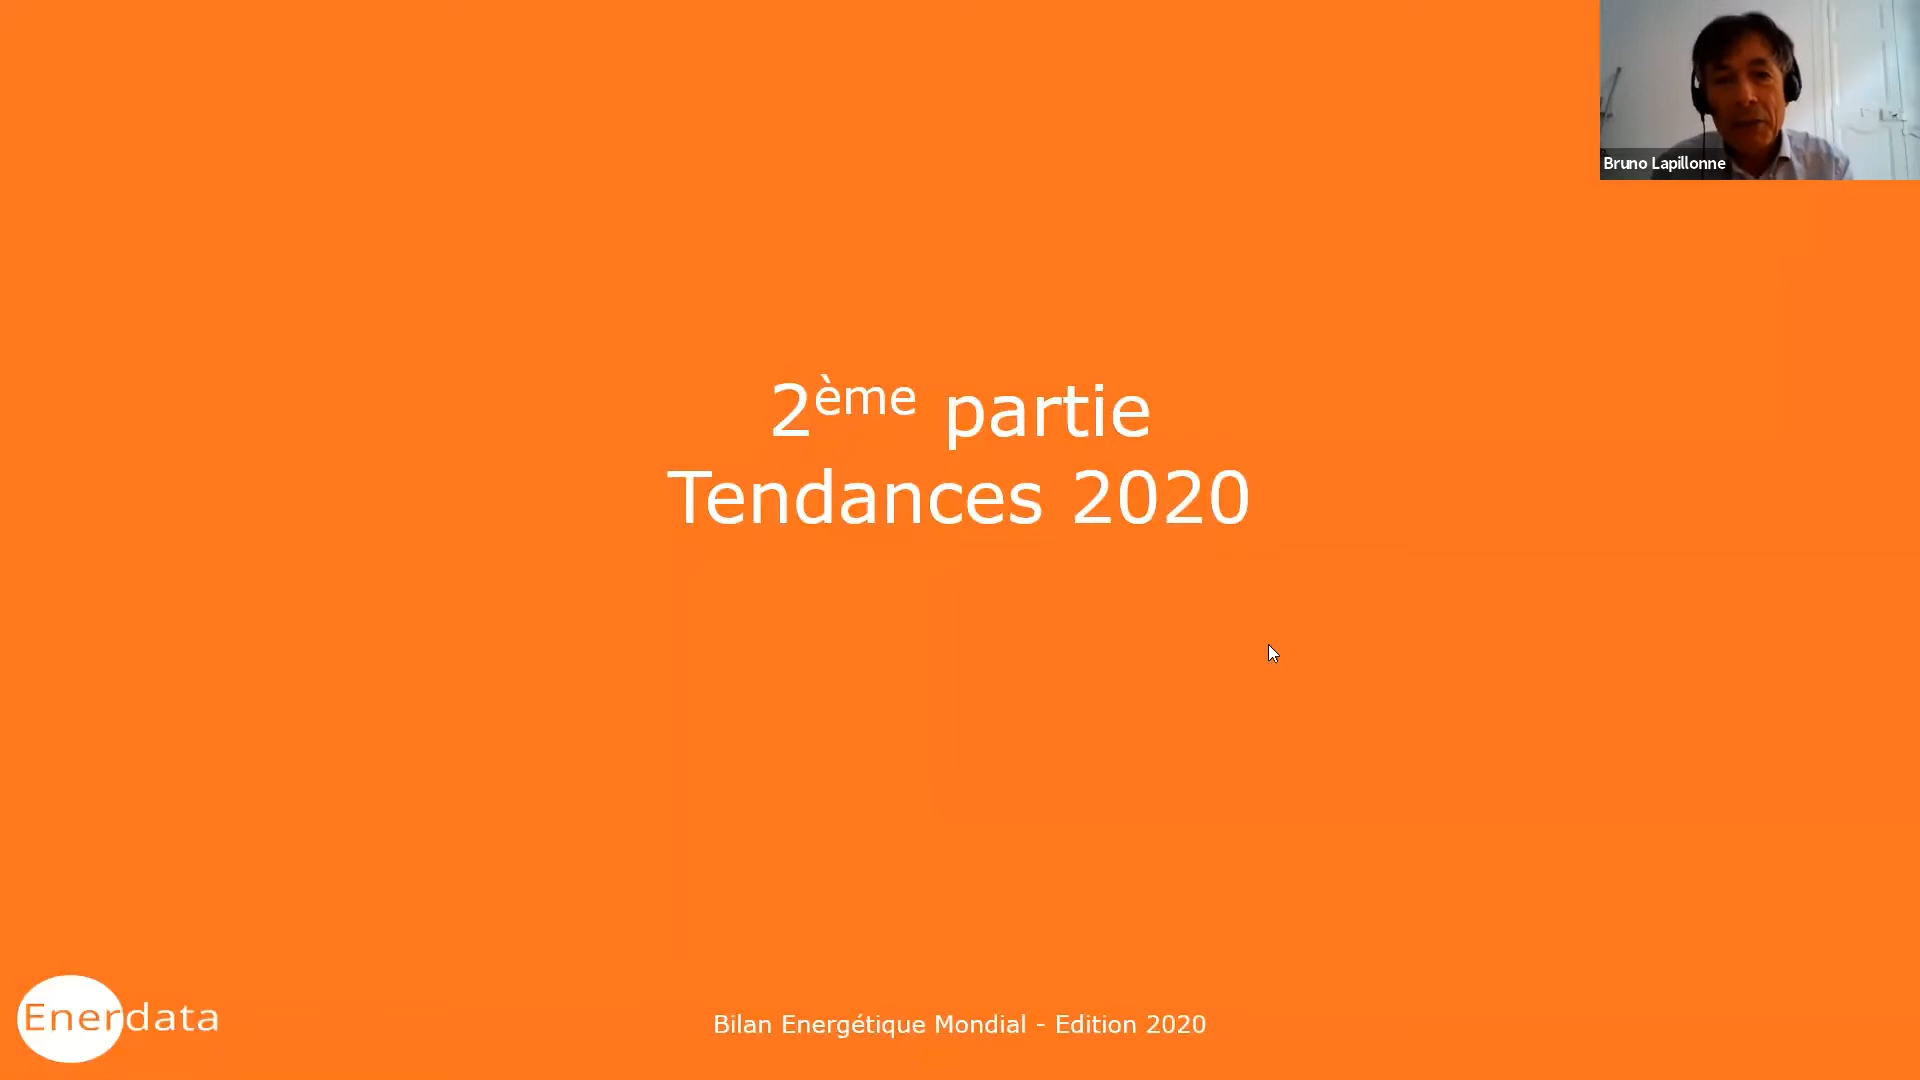 Bruno Lapillonne
2ème partie
Tendances 2020
Enerdata
Bilan Energétique Mondial - Edition 2020